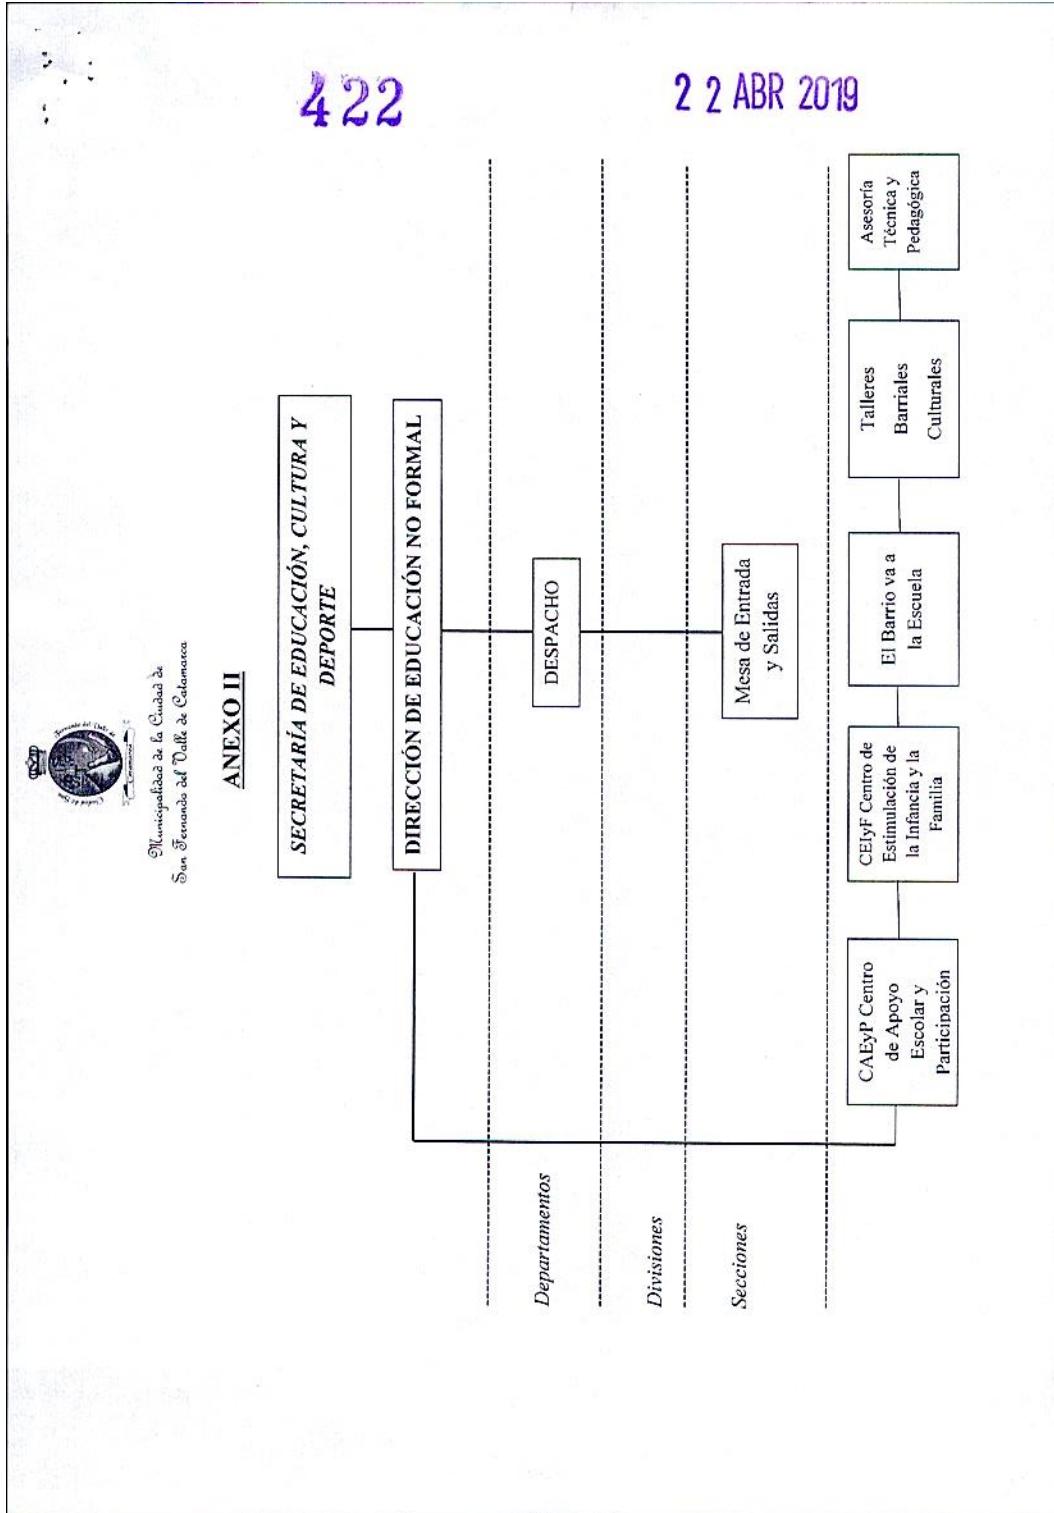 422
22 ABR 2019
Municipalidad de la Ciudad de
San Fernando del Valle de Catamarca
ANEXO II
SECRETARÍA DE EDUCACIÓN, CULTURA Y
DEPORTE
DIRECCIÓN DE EDUCACIÓN NO FORMAL
Departamentos
DESPACHO
Divisiones
Secciones
Mesa de Entrada
y Salidas
CAEyP Centro
de Apoyo
Escolar y
Participación
CEIyF Centro de
Estimulación de
la Infancia y la
Familia
El Barrio va a
la Escuela
Talleres
Barriales
Culturales
Asesoría
Técnica y
Pedagógica